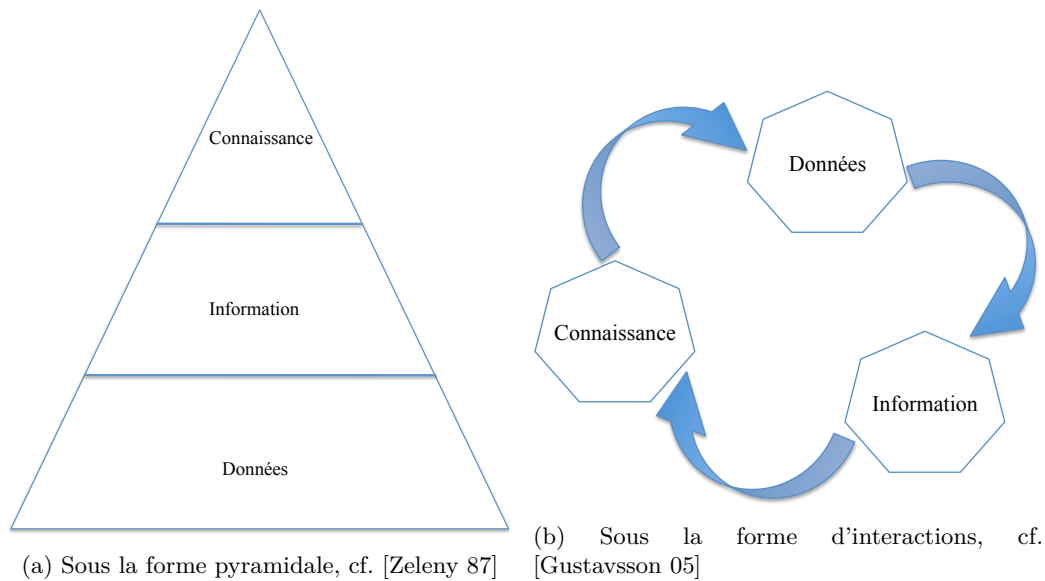 Connaissance
Information
Données
(a) Sous la forme pyramidale, cf. [Zeleny 87]
Données
Connaissance
Information
(b) Sous la forme d'interactions, cf.
[Gustavsson 05]